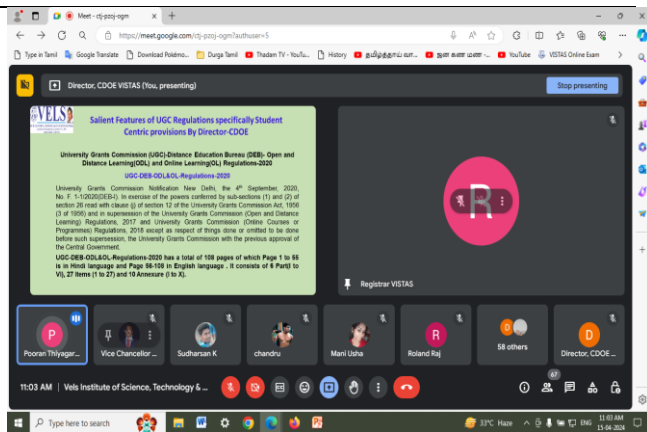 Meet - ctj-pzoj-ogm
https://meet.google.com/ctj-pzoj-ogm?authuser=5
Type in Tamil
Google Translate
Download Pokémo...
Durga Tamil
Thadam TV - YouTu...
History
YouTube
VISTAS Online Exam
Director, CDOE VISTAS (You, presenting)
Stop presenting
VELS
Salient Features of UGC Regulations specifically Student
Centric provisions By Director-CDOE
University Grants Commission (UGC)-Distance Education Bureau (DEB)- Open and
Distance Learning(ODL) and Online Learning(OL) Regulations-2020
UGC-DEB-ODL&OL-Regulations-2020
University Grants Commission Notification New Delhi, the 4th September, 2020,
No. F. 1-1/2020(DEB-I). In exercise of the powers conferred by sub-sections (1) and (2) of
section 26 read with clause (j) of section 12 of the University Grants Commission Act, 1956
(3 of 1956) and in supersession of the University Grants Commission (Open and Distance
Learning) Regulations, 2017 and University Grants Commission (Online Courses or
Programmes) Regulations, 2018 except as respect of things done or omitted to be done
before such supersession, the University Grants Commission with the previous approval of
the Central Government.
UGC-DEB-ODL&OL-Regulations-2020 has a total of 108 pages of which Page 1 to 55
is in Hindi language and Page 56-108 in English language . It consists of 6 Part(I to
VI), 27 Items (1 to 27) and 10 Annexure (I to X).
R
Registrar VISTAS
P
Pooran Thiyagar...
Vice Chancellor ...
Sudharsan K
chandru
Mani Usha
R
Roland Raj
58 others
D
Director, CDOE ...
11:03 AM | Vels Institute of Science, Technology & ...
67
Type here to search
33°C Haze
ENG
11:03 AM
15-04-2024